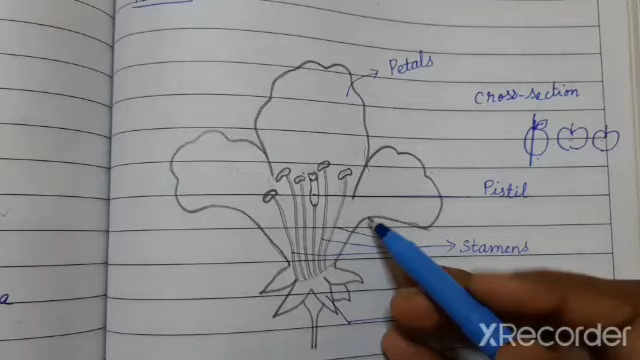 Petals
Cross-section
Pistil
Stamens
a
XRecorder